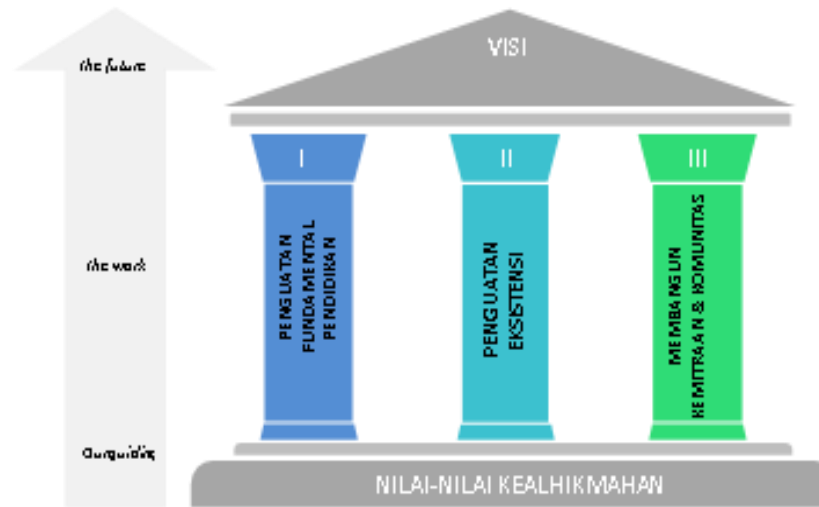 the future
VISI
I
II
III
the work
PENGUATAN
FUNDAMENTAL
PENDIDIKAN
PENGUATAN
EKSISTENSI
MEMBANGUN
KEMITRAAN & KOMUNITAS
NILAI-NILAI KEALHIKMAHAN